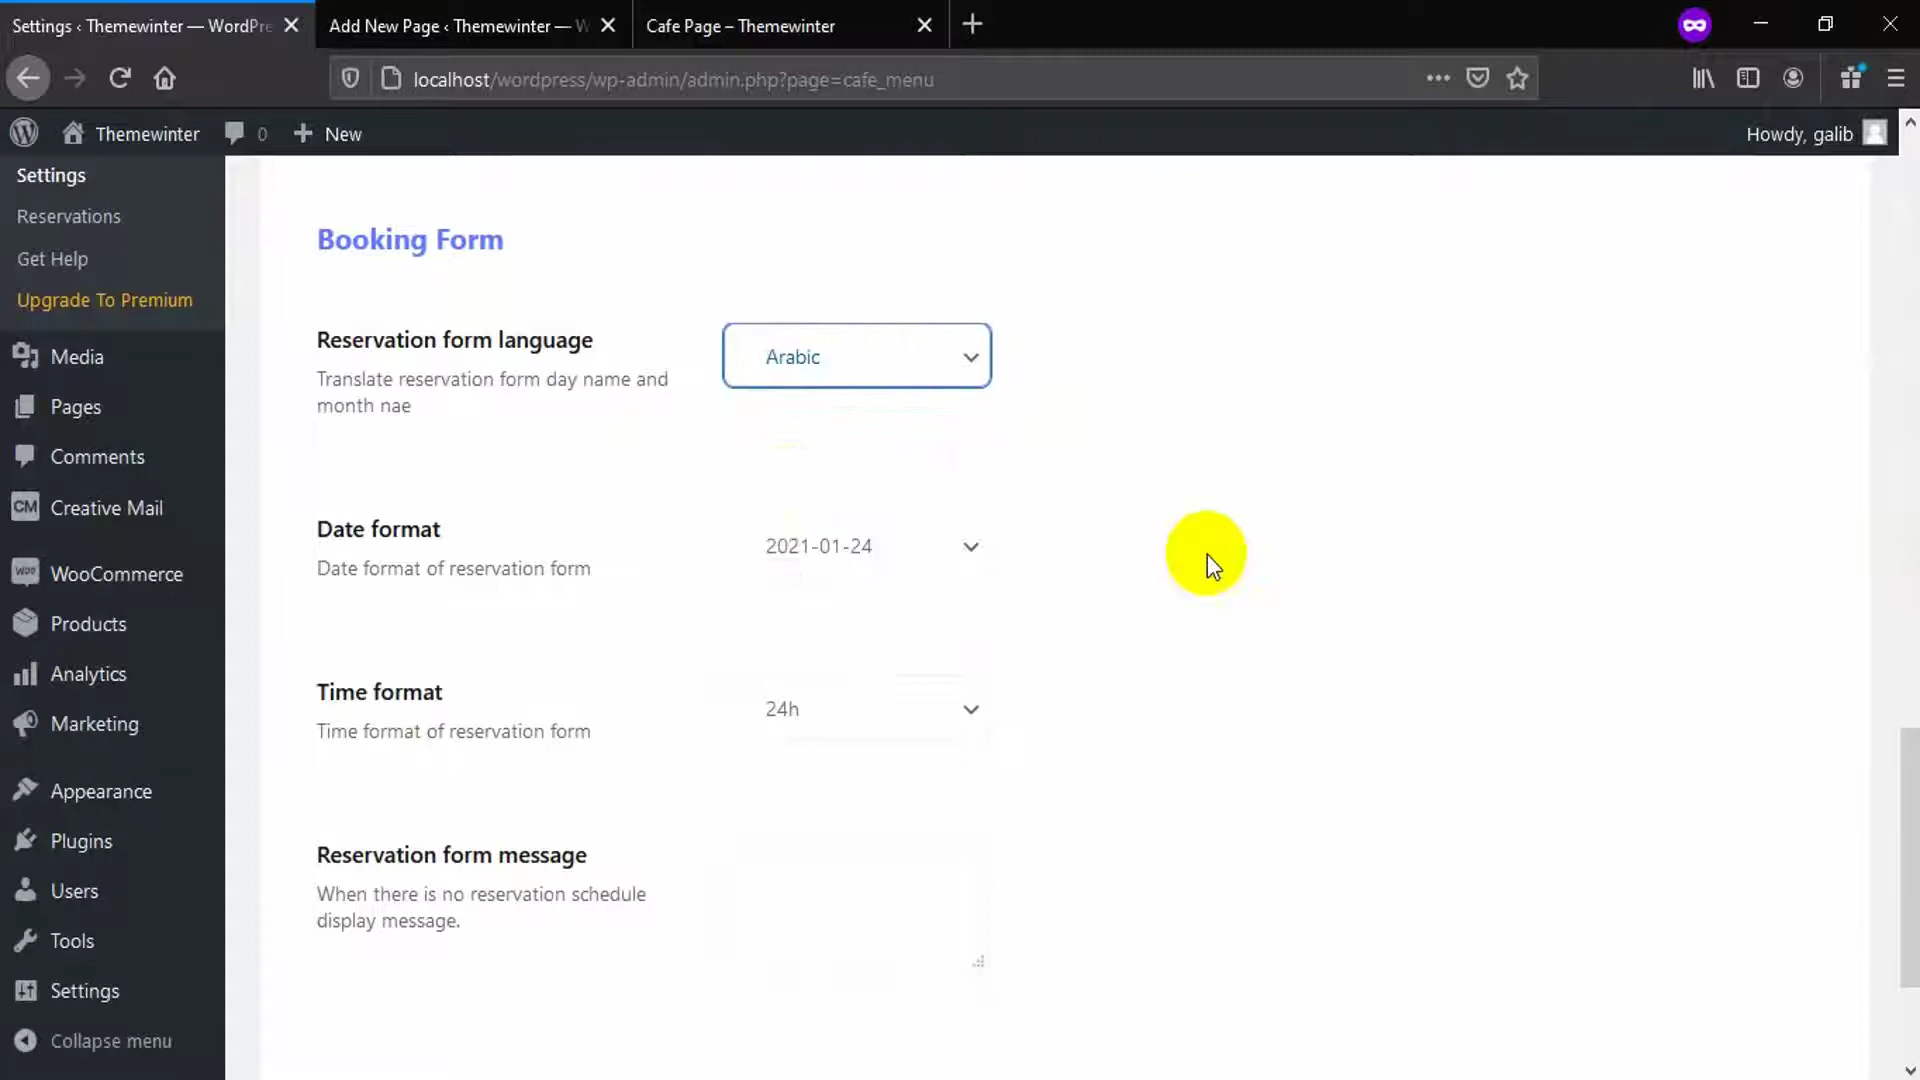 Settings ‹ Themewinter — WordPre
Add New Page ‹ Themewinter — W
Cafe Page – Themewinter
localhost/wordpress/wp-admin/admin.php?page=cafe_menu
Themewinter
0
New
Howdy, galib
Settings
Reservations
Get Help
Upgrade To Premium
Media
Pages
Comments
CM Creative Mail
Woo WooCommerce
Products
Analytics
Marketing
Appearance
Plugins
Users
Tools
Settings
Collapse menu
Booking Form
Reservation form language
Translate reservation form day name and
month nae
Arabic
Date format
Date format of reservation form
2021-01-24
Time format
Time format of reservation form
24h
Reservation form message
When there is no reservation schedule
display message.